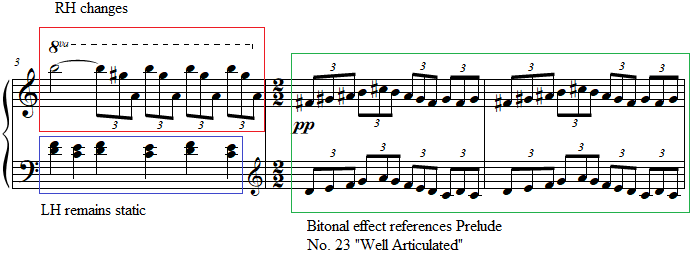 RH changes
8va
3
3 3 3 3
3 3 3 3 3 3
2 2
pp
3 3
3 3 3 3 3 3 3 3
LH remains static
Bitonal effect references Prelude
No. 23 "Well Articulated"